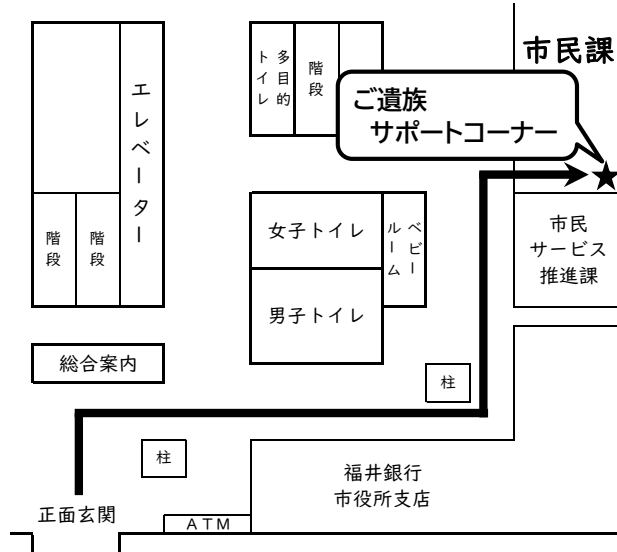 市民課
ご遺族
サポートコーナー
エレベーター
階段
階段
多目的
トイレ
階段
女子トイレ
ベビー
ルーム
男子トイレ
市民
サービス
推進課
総合案内
柱
柱
福井銀行
市役所支店
正面玄関
ATM